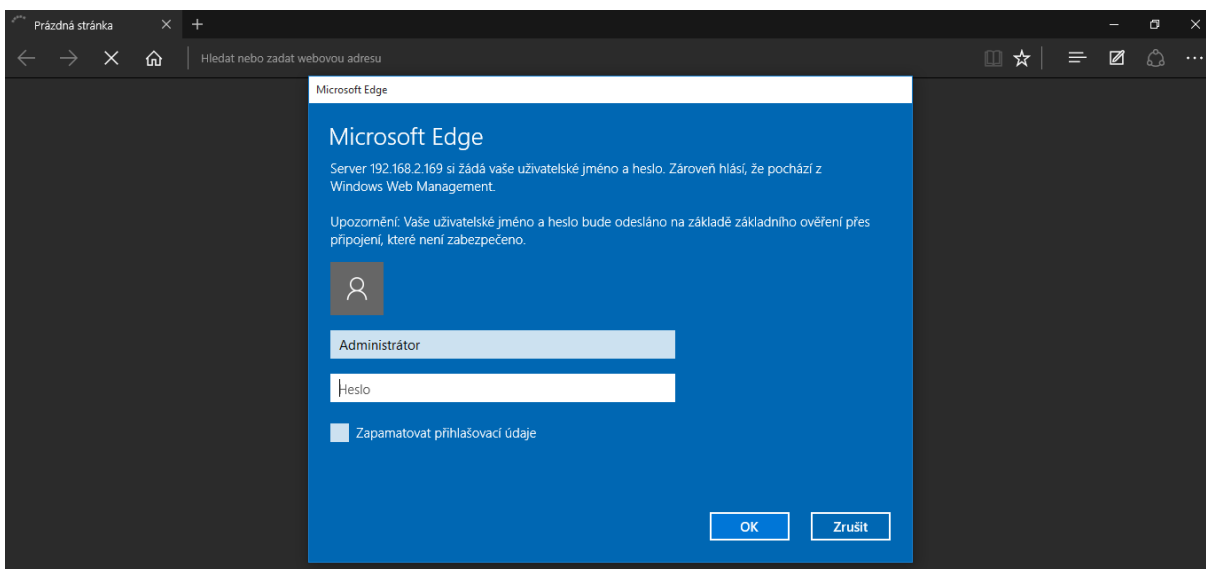 Prázdná stránka
Hledat nebo zadat webovou adresu
Microsoft Edge
Microsoft Edge
Server 192.168.2.169 si žádá vaše uživatelské jméno a heslo. Zároveň hlásí, že pochází z
Windows Web Management.
Upozornění: Vaše uživatelské jméno a heslo bude odesláno na základě základního ověření přes
připojení, které není zabezpečeno.
Administrátor
Heslo
Zapamatovat přihlašovací údaje
OK
Zrušit